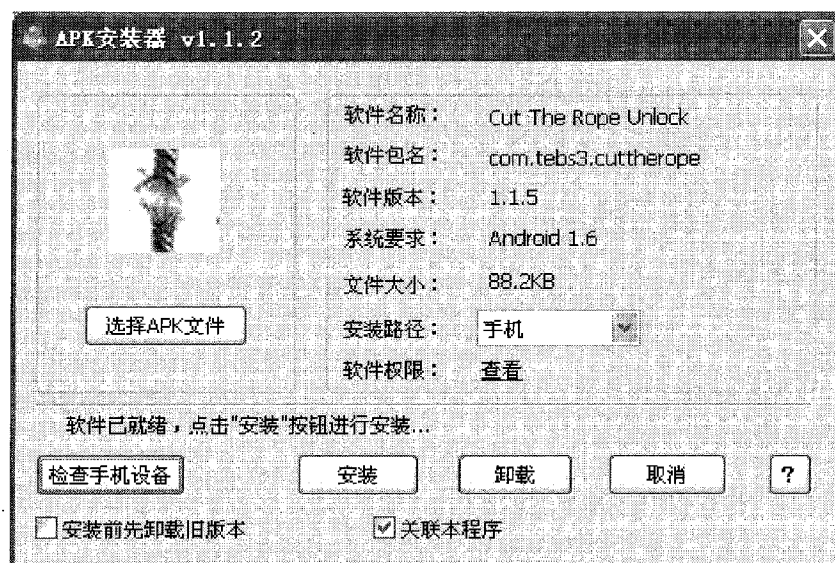 APK安装器 v1.1.2
软件名称： Cut The Rope Unlock
软件包名： com.tebs3.cuttherope
软件版本： 1.1.5
系统要求： Android 1.6
文件大小： 88.2KB
选择APK文件
安装路径： 手机
软件权限： 查看
软件已就绪，点击"安装"按钮进行安装...
检查手机设备 安装 卸载 取消 ?
安装前先卸载旧版本 关联本程序